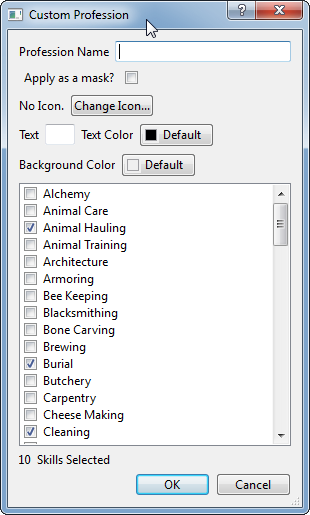 Custom Profession
Profession Name
Apply as a mask?
No Icon. Change Icon...
Text Text Color Default
Background Color Default
Alchemy
Animal Care
Animal Hauling
Animal Training
Architecture
Armoring
Bee Keeping
Blacksmithing
Bone Carving
Brewing
Burial
Butchery
Carpentry
Cheese Making
Cleaning
10 Skills Selected
OK Cancel